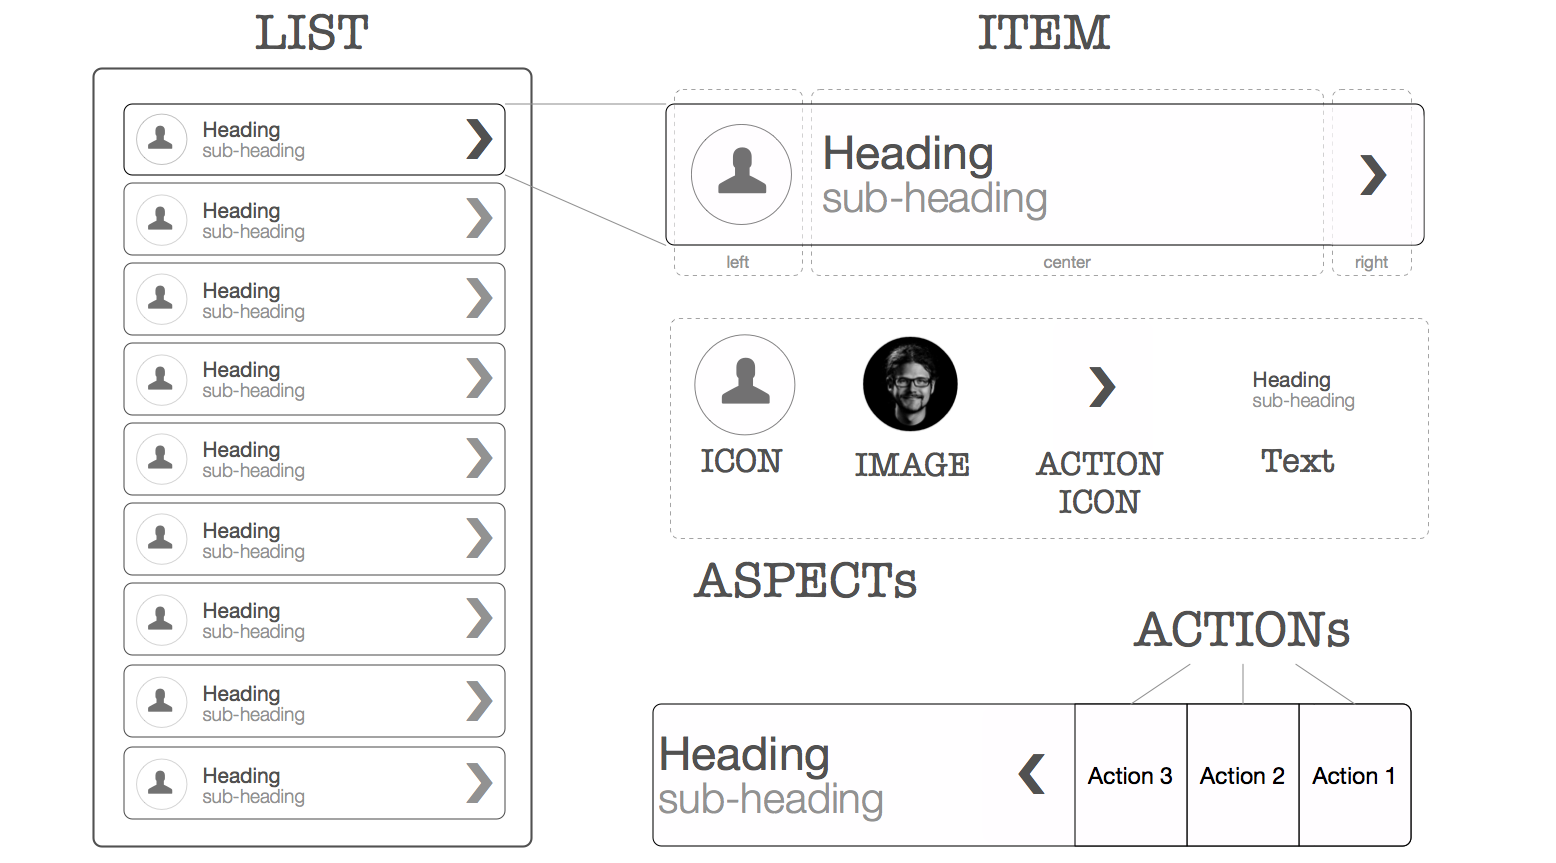 LIST
Heading
sub-heading
Heading
sub-heading
Heading
sub-heading
Heading
sub-heading
Heading
sub-heading
Heading
sub-heading
Heading
sub-heading
Heading
sub-heading
Heading
sub-heading
ITEM
Heading
sub-heading
left
center
right
ICON
IMAGE
ACTION
ICON
Heading
sub-heading
Text
ASPECTs
ACTIONs
Heading
sub-heading
Action 3
Action 2
Action 1